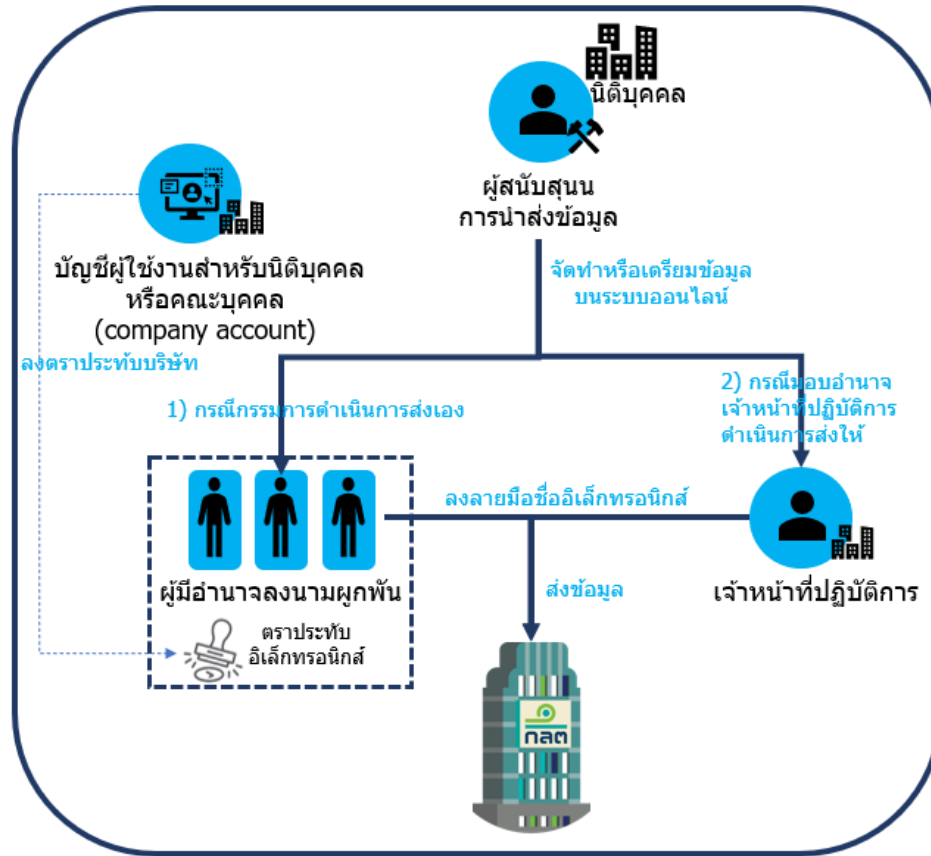 นิติบุคคล
ผู้สนับสุนน
การนำส่งข้อมูล
บัญชีผู้ใช้งานสำหรับนิติบุคคล
หรือคณะบุคคล
(company account)
จัดทำหรือเตรียมข้อมูล
บนระบบออนไลน์
ลงตราประทับบริษัท
1) กรณีกรรมการดำเนินการส่งเอง
2) กรณีมอบอำนาจ
เจ้าหน้าที่ปฏิบัติการ
ดำเนินการส่งให้
ลงลายมือชื่ออิเล็กทรอนิกส์
ผู้มีอำนาจลงนามผูกพัน
เจ้าหน้าที่ปฏิบัติการ
ส่งข้อมูล
ตราประทับ
อิเล็กทรอนิกส์
กลต